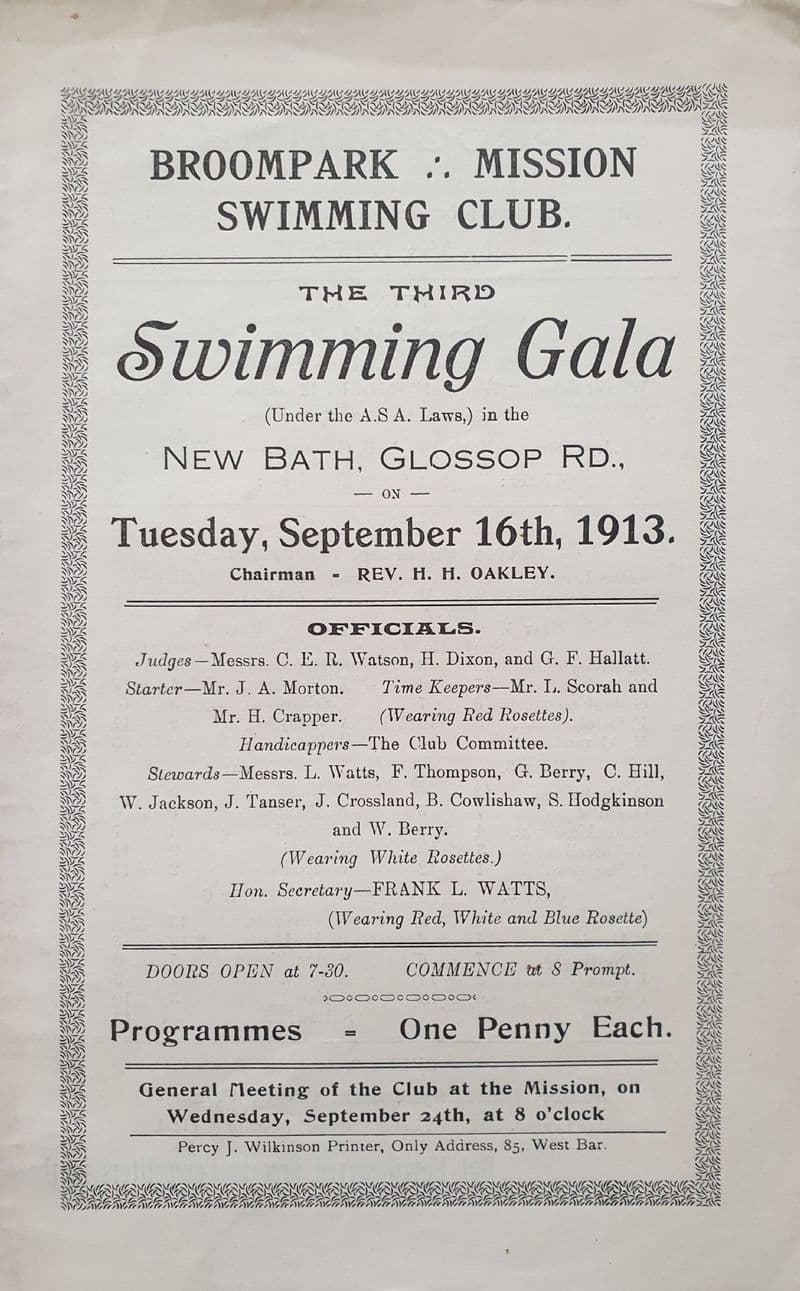 BROOMPARK ∴ MISSION
SWIMMING CLUB.
THE THIRD
Swimming Gala
(Under the A.S A. Laws,) in the
NEW BATH, GLOSSOP RD.,
— ON —
Tuesday, September 16th, 1913.
Chairman - REV. H. H. OAKLEY.
OFFICIALS.
Judges—Messrs. C. E. R. Watson, H. Dixon, and G. F. Hallatt.
Starter—Mr. J. A. Morton. Time Keepers—Mr. L. Scorah and
Mr. H. Crapper. (Wearing Red Rosettes).
Handicappers—The Club Committee.
Stewards—Messrs. L. Watts, F. Thompson, G. Berry, C. Hill,
W. Jackson, J. Tanser, J. Crossland, B. Cowlishaw, S. Hodgkinson
and W. Berry.
(Wearing White Rosettes.)
Hon. Secretary—FRANK L. WATTS,
(Wearing Red, White and Blue Rosette)
DOORS OPEN at 7-30. COMMENCE at 8 Prompt.
Programmes = One Penny Each.
General Meeting of the Club at the Mission, on
Wednesday, September 24th, at 8 o'clock
Percy J. Wilkinson Printer, Only Address, 85, West Bar.